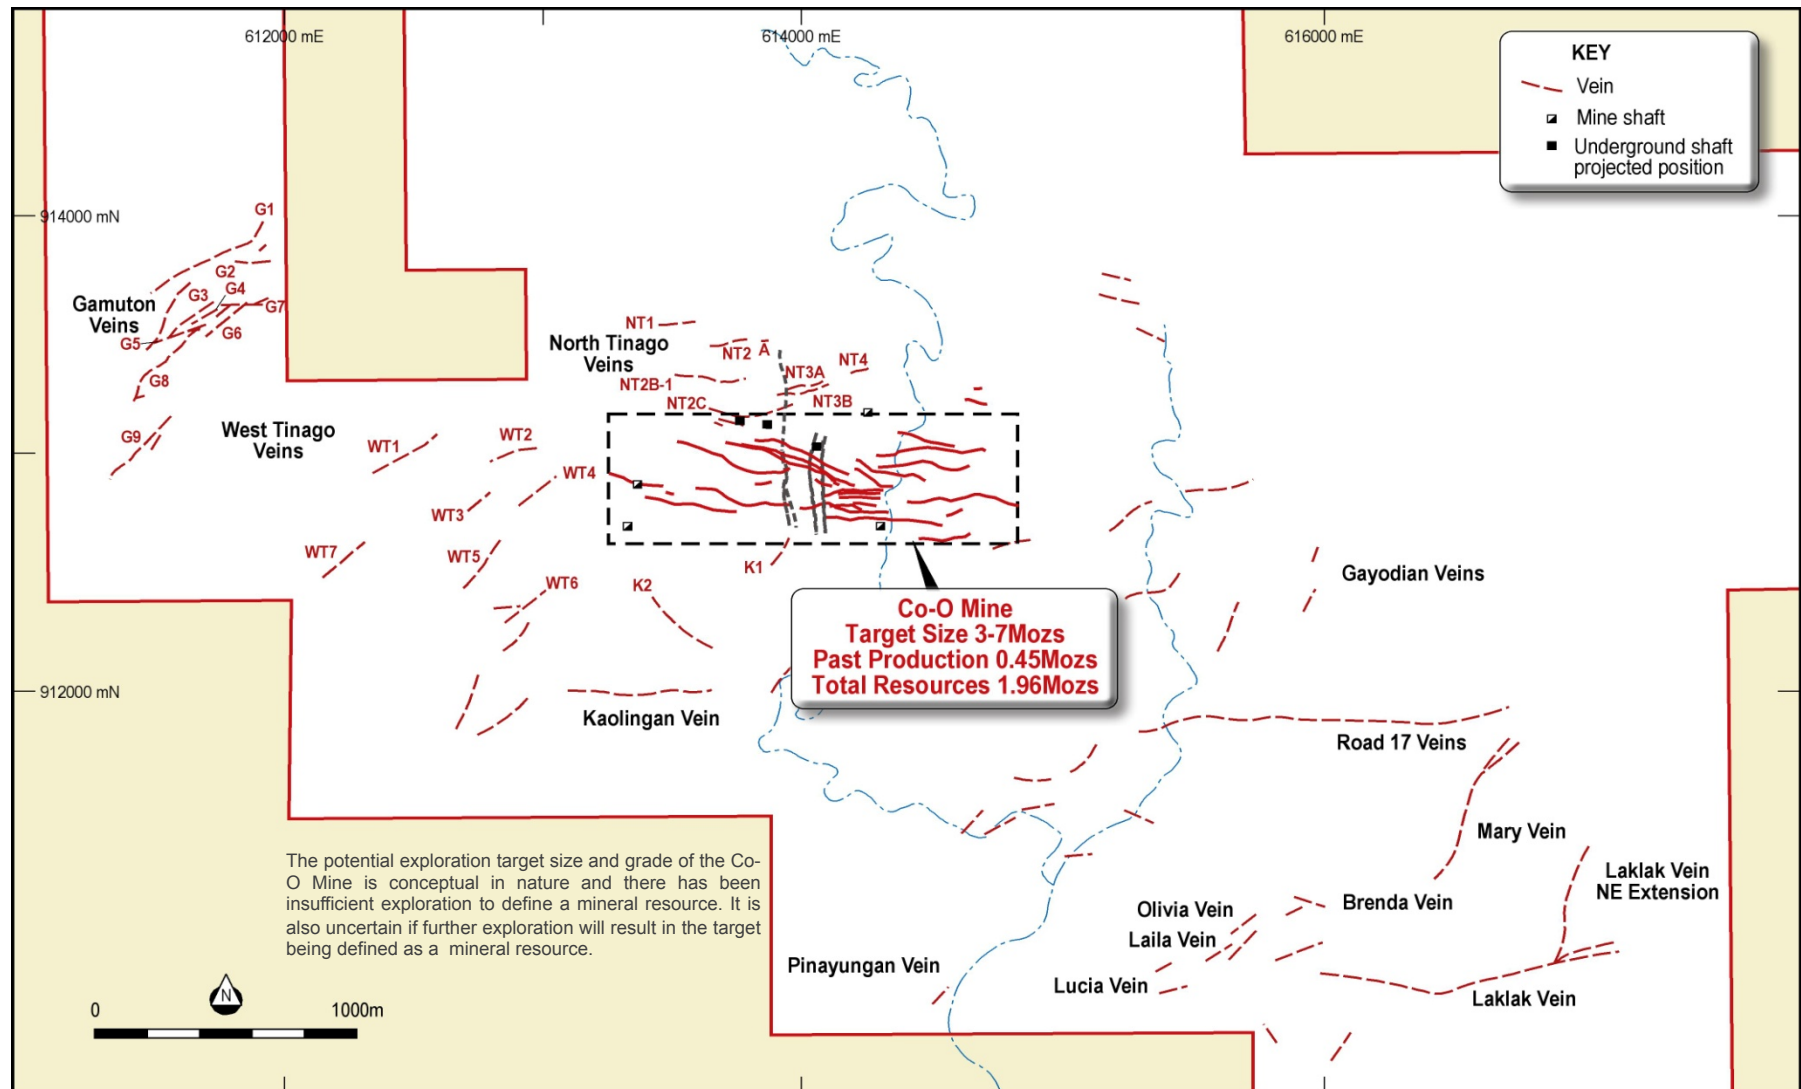 612000 mE
614000 mE
616000 mE
KEY
Vein
Mine shaft
Underground shaft
projected position
914000 mN
G1
G2
G3
G4
G7
G5
G6
G8
G9
Gamuton
Veins
NT1
North Tinago
Veins
NT2
A
NT3A
NT4
NT2B-1
NT2C
NT3B
West Tinago
Veins
WT1
WT2
WT4
WT3
WT7
WT5
WT6
K1
K2
Gayodian Veins
Co-O Mine
Target Size 3-7Mozs
Past Production 0.45Mozs
Total Resources 1.96Mozs
912000 mN
Kaolingan Vein
Road 17 Veins
Mary Vein
Laklak Vein
NE Extension
The potential exploration target size and grade of the Co-
O Mine is conceptual in nature and there has been
insufficient exploration to define a mineral resource. It is
also uncertain if further exploration will result in the target
being defined as a mineral resource.
Olivia Vein
Brenda Vein
Laila Vein
Pinayungan Vein
Lucia Vein
Laklak Vein
N
0
1000m